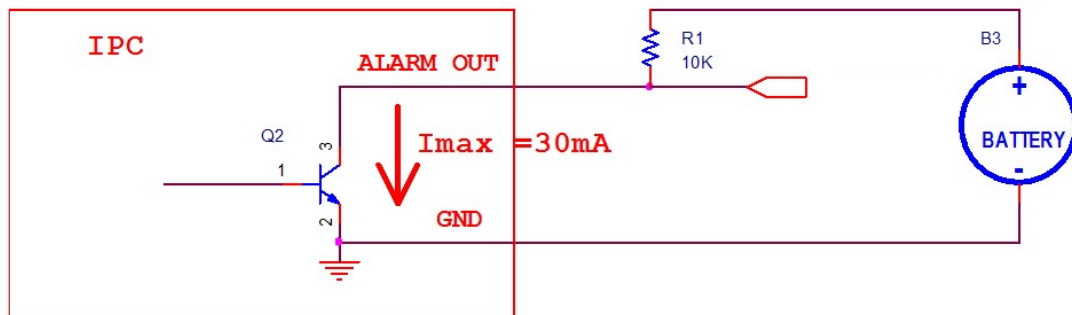 IPC
R1
10K
B3
ALARM OUT
+
BATTERY
-
Q2
3
1
2
Imax =30mA
GND